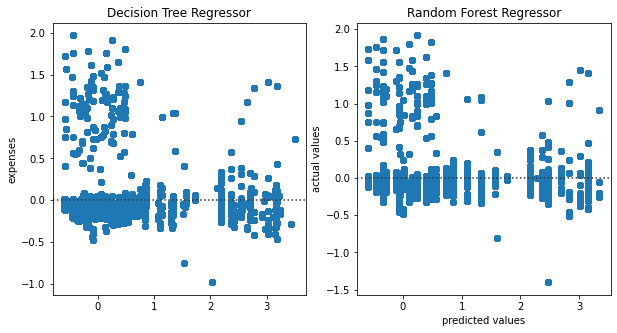 Decision Tree Regressor
expenses
2.0
1.5
1.0
0.5
0.0
−0.5
−1.0
0 1 2 3
Random Forest Regressor
actual values
2.0
1.5
1.0
0.5
0.0
−0.5
−1.0
−1.5
0 1 2 3
predicted values